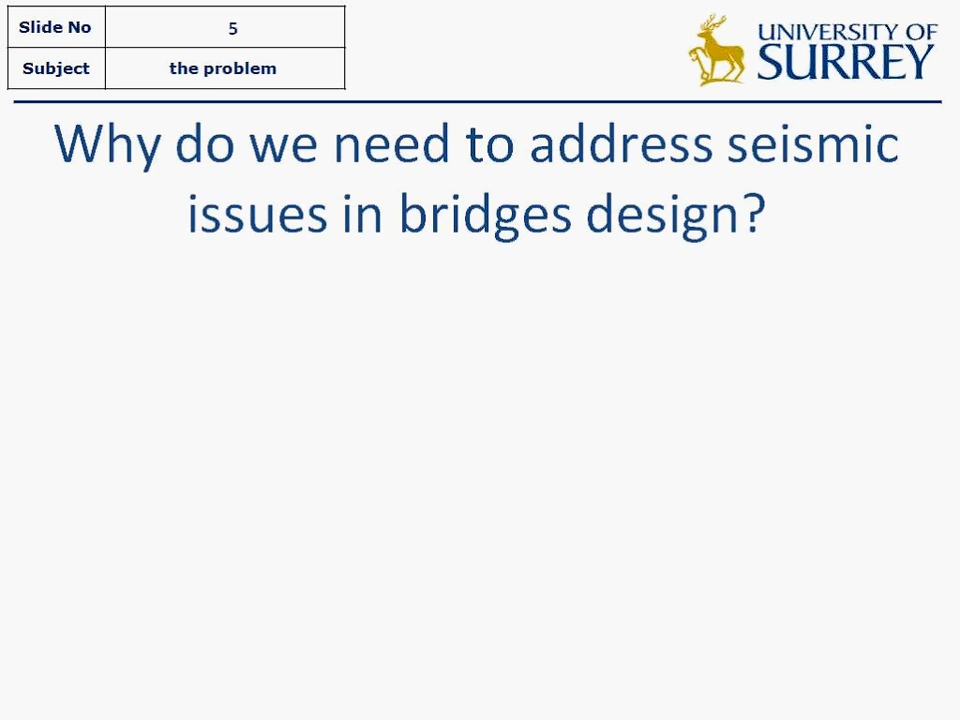 Slide No 5
Subject the problem
UNIVERSITY OF
SURREY
Why do we need to address seismic
issues in bridges design?